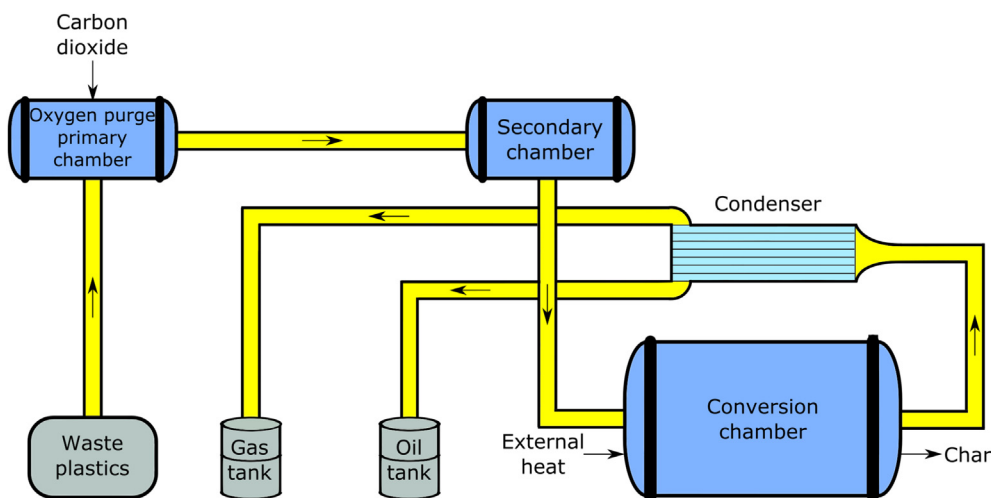 Carbon
dioxide
Oxygen purge
primary
chamber
Secondary
chamber
Condenser
Waste
plastics
Gas
tank
Oil
tank
External
heat
Conversion
chamber
Char